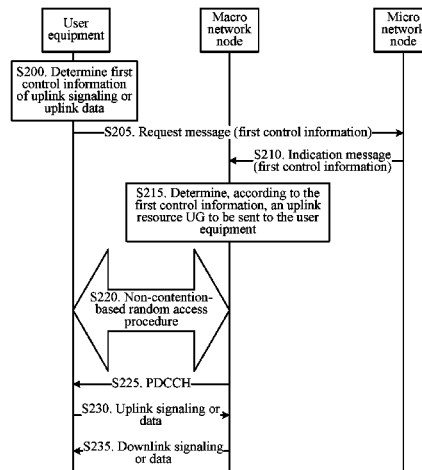 User
equipment
Macro
network
node
Micro
network
node
S200. Determine first
control information
of uplink signaling or
uplink data
S205. Request message (first control information)
S210. Indication message
(first control information)
S215. Determine, according to the
first control information, an uplink
resource UG to be sent to the user
equipment
S220. Non-contention-
based random access
procedure
S225. PDCCH
S230. Uplink signaling or
data
S235. Downlink signaling
or data